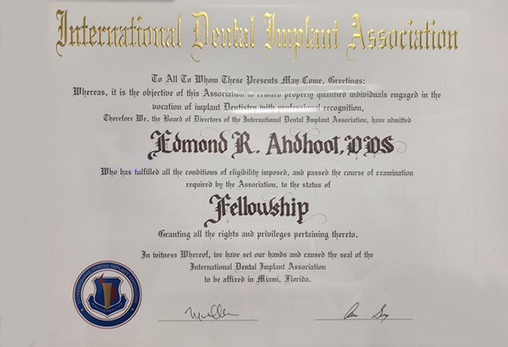 International Dental Implant Association
To All To Whom These Presents May Come, Greetings:
Whereas, it is the objective of this Association to reward properly qualified individuals engaged in the
vocation of implant Dentistry with professional recognition,
Therefore We, the Board of Directors of the International Dental Implant Association, have admitted
Edmond R. Ahdoot, DDS
Who has fulfilled all the conditions of eligibility imposed, and passed the course of examination
required by the Association, to the status of
Fellowship
Granting all the rights and privileges pertaining thereto.
In witness Whereof, we have set our hands and caused the seal of the
International Dental Implant Association
to be affixed in Miami, Florida.